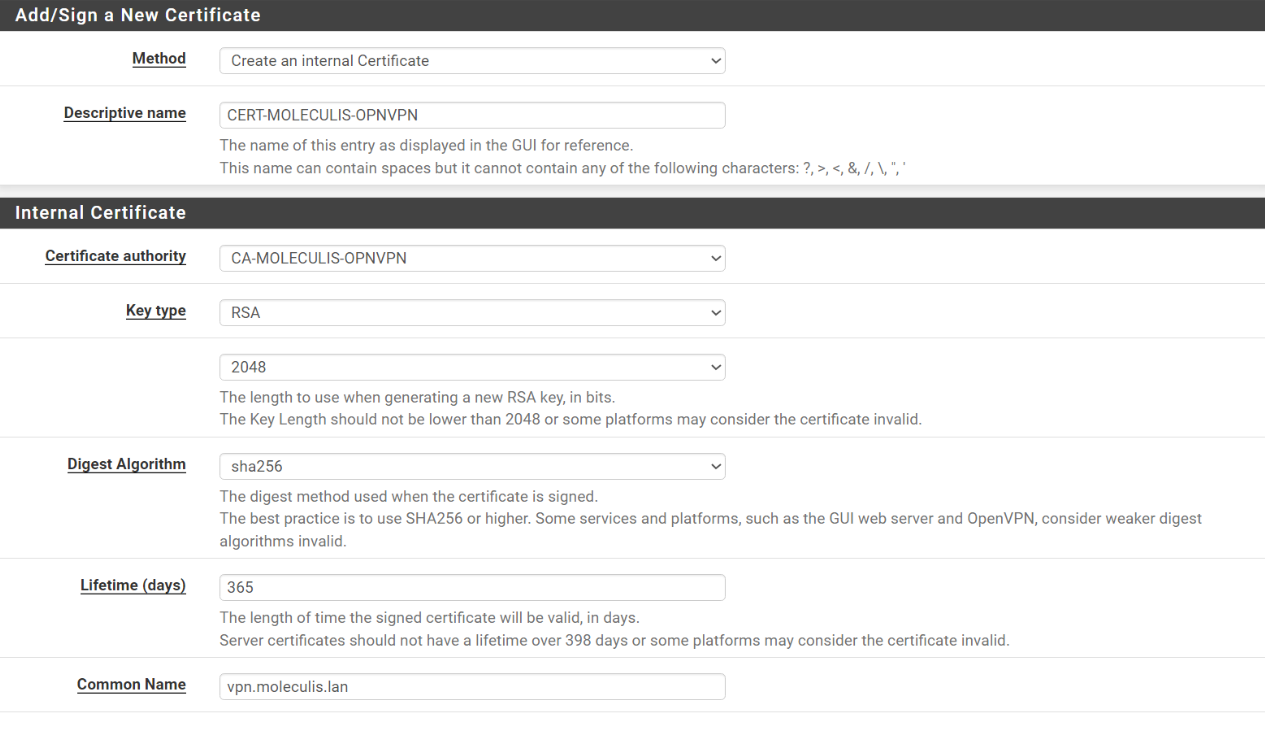 Add/Sign a New Certificate
Method
Create an internal Certificate
Descriptive name
CERT-MOLECULIS-OPNVPN
The name of this entry as displayed in the GUI for reference.
This name can contain spaces but it cannot contain any of the following characters: ?, >, <, &, /, \, ", '
Internal Certificate
Certificate authority
CA-MOLECULIS-OPNVPN
Key type
RSA
2048
The length to use when generating a new RSA key, in bits.
The Key Length should not be lower than 2048 or some platforms may consider the certificate invalid.
Digest Algorithm
sha256
The digest method used when the certificate is signed.
The best practice is to use SHA256 or higher. Some services and platforms, such as the GUI web server and OpenVPN, consider weaker digest
algorithms invalid.
Lifetime (days)
365
The length of time the signed certificate will be valid, in days.
Server certificates should not have a lifetime over 398 days or some platforms may consider the certificate invalid.
Common Name
vpn.moleculis.lan